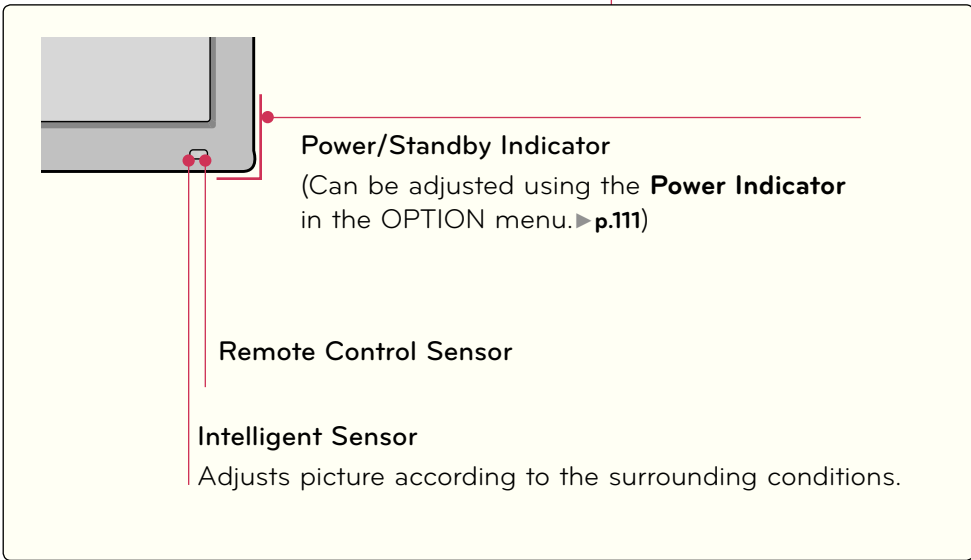 Power/Standby Indicator
(Can be adjusted using the Power Indicator
in the OPTION menu.►p.111)
Remote Control Sensor
Intelligent Sensor
Adjusts picture according to the surrounding conditions.